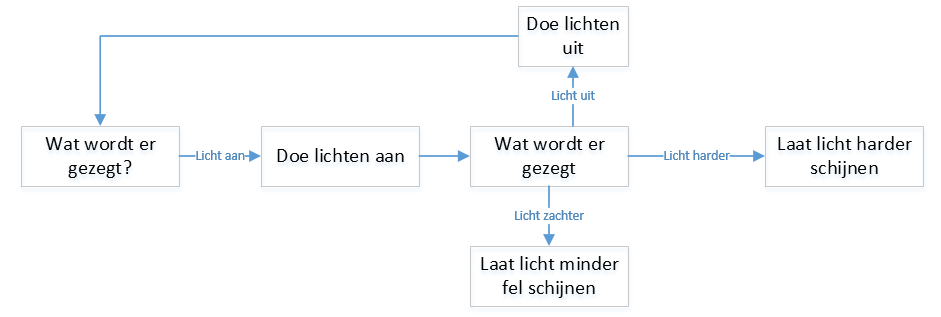 Doe lichten
uit
Licht uit
Wat wordt er
gezegt?
Licht aan
Doe lichten aan
Wat wordt er
gezegt
Licht harder
Laat licht harder
schijnen
Licht zachter
Laat licht minder
fel schijnen